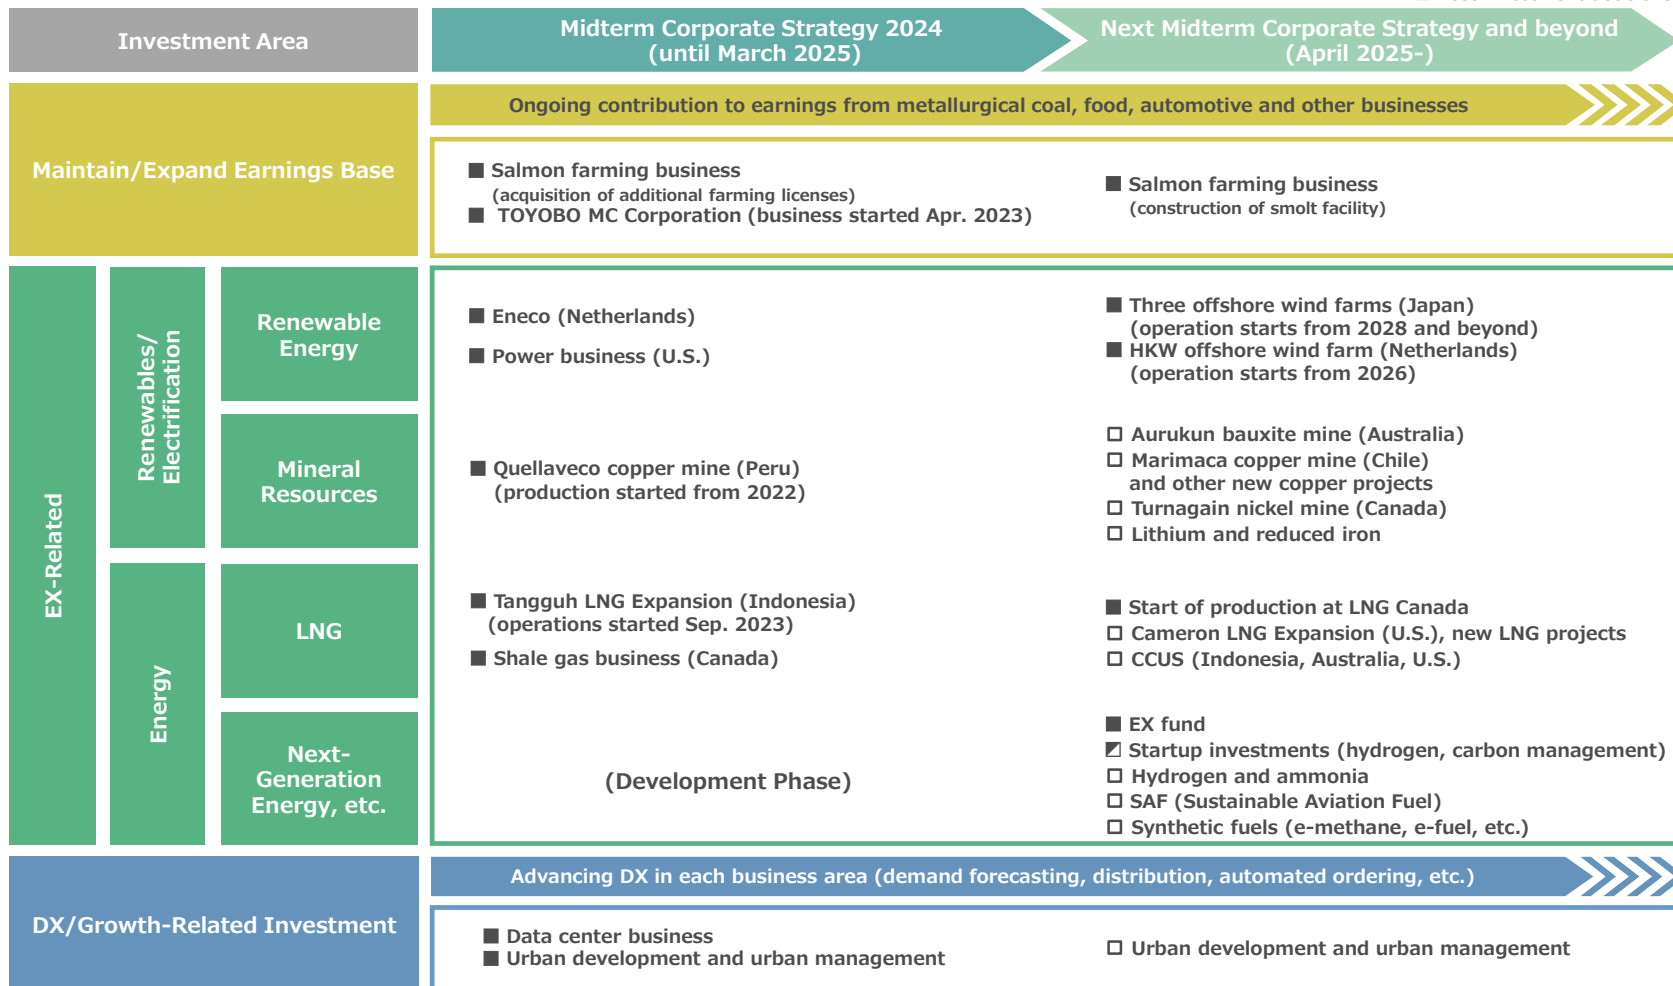 Investment Area
Midterm Corporate Strategy 2024
(until March 2025)
Next Midterm Corporate Strategy and beyond
(April 2025-)
Maintain/Expand Earnings Base
Ongoing contribution to earnings from metallurgical coal, food, automotive and other businesses
■ Salmon farming business
(acquisition of additional farming licenses)
■ TOYOBO MC Corporation (business started Apr. 2023)
■ Salmon farming business
(construction of smolt facility)
EX-Related
Renewables/
Electrification
Renewable
Energy
■ Eneco (Netherlands)
■ Power business (U.S.)
■ Three offshore wind farms (Japan)
(operation starts from 2028 and beyond)
■ HKW offshore wind farm (Netherlands)
(operation starts from 2026)
Mineral
Resources
■ Quellaveco copper mine (Peru)
(production started from 2022)
□ Aurukun bauxite mine (Australia)
□ Marimaca copper mine (Chile)
and other new copper projects
□ Turnagain nickel mine (Canada)
□ Lithium and reduced iron
Energy
LNG
■ Tangguh LNG Expansion (Indonesia)
(operations started Sep. 2023)
■ Shale gas business (Canada)
■ Start of production at LNG Canada
□ Cameron LNG Expansion (U.S.), new LNG projects
□ CCUS (Indonesia, Australia, U.S.)
Next-
Generation
Energy, etc.
(Development Phase)
■ EX fund
◩ Startup investments (hydrogen, carbon management)
□ Hydrogen and ammonia
□ SAF (Sustainable Aviation Fuel)
□ Synthetic fuels (e-methane, e-fuel, etc.)
DX/Growth-Related Investment
Advancing DX in each business area (demand forecasting, distribution, automated ordering, etc.)
■ Data center business
■ Urban development and urban management
□ Urban development and urban management